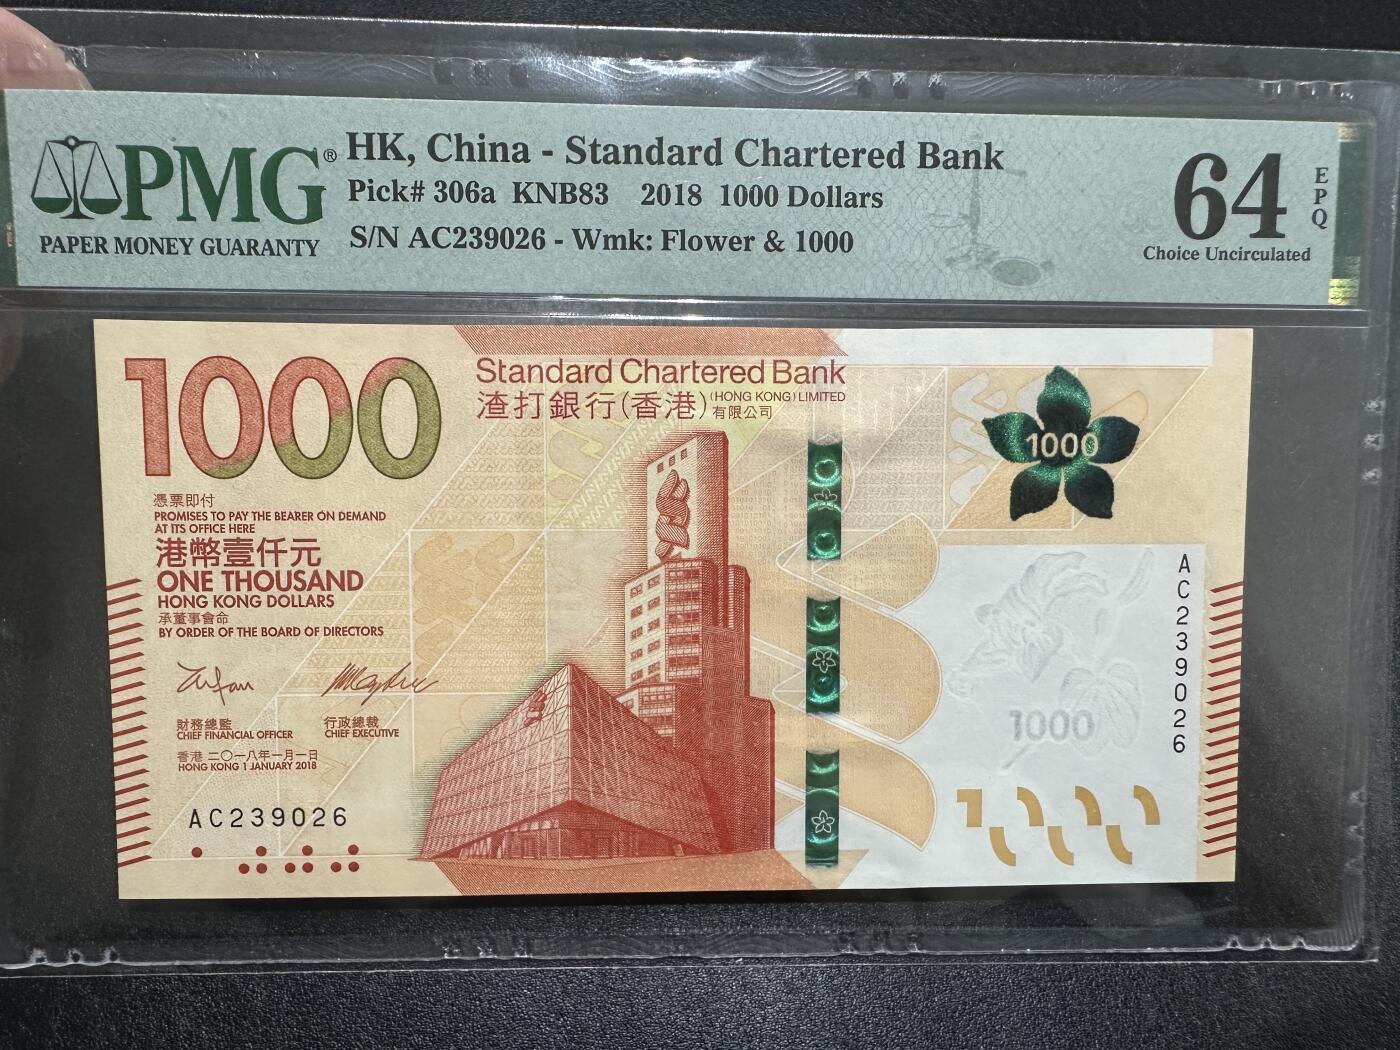 PMG®
PAPER MONEY GUARANTY
HK, China - Standard Chartered Bank
Pick# 306a KNB83 2018 1000 Dollars
S/N AC239026 - Wmk: Flower & 1000
64
EPQ
Choice Uncirculated
1000
Standard Chartered Bank
(HONG KONG) LIMITED
渣打銀行(香港)有限公司
1000
憑票即付
PROMISES TO PAY THE BEARER ON DEMAND
AT ITS OFFICE HERE
港幣壹仟元
ONE THOUSAND
HONG KONG DOLLARS
承董事會命
BY ORDER OF THE BOARD OF DIRECTORS
財務總監
CHIEF FINANCIAL OFFICER
行政總裁
CHIEF EXECUTIVE
香港 二〇一八年一月一日
HONG KONG 1 JANUARY 2018
AC239026
AC239026
1000
1000